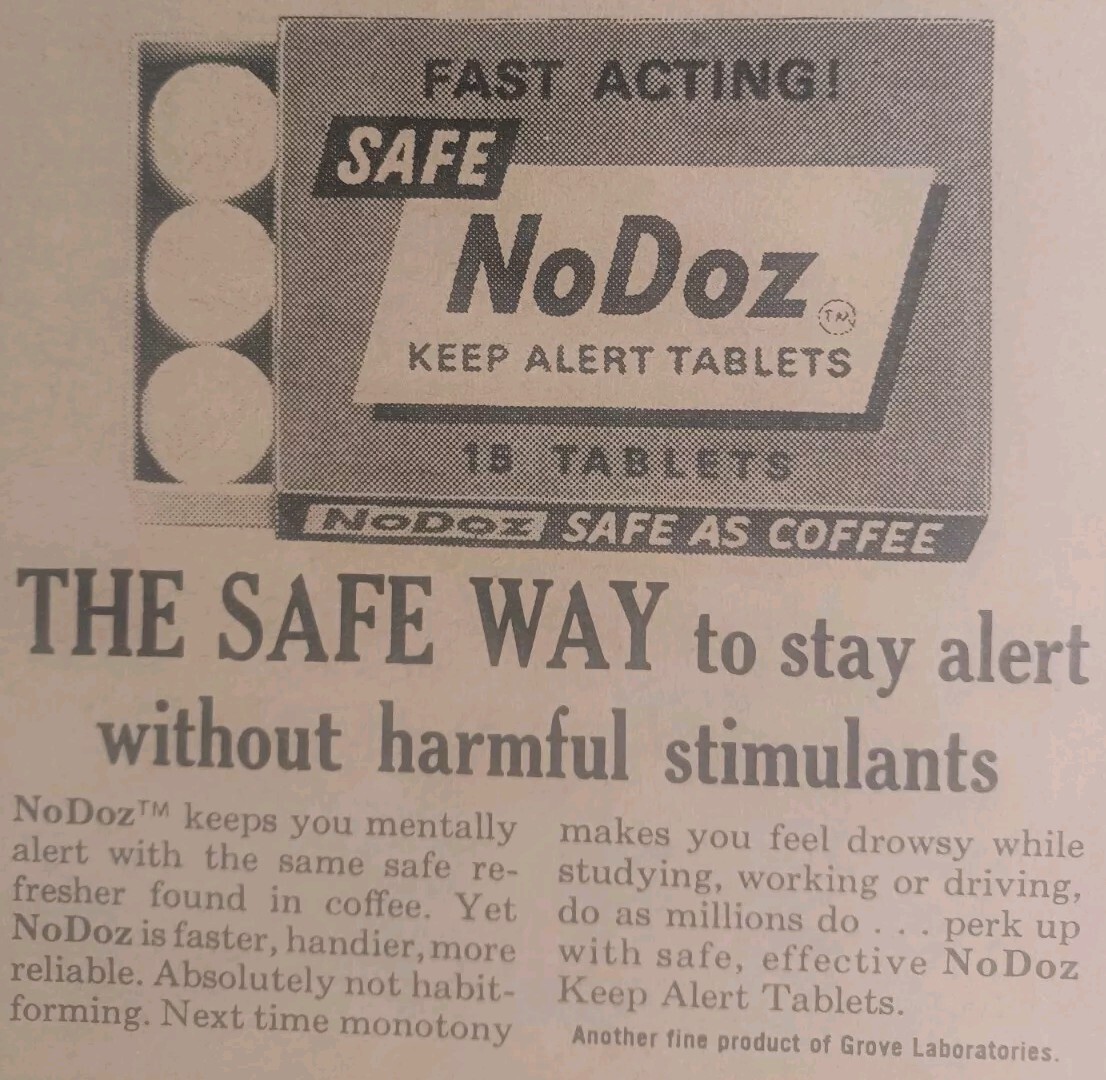 FAST ACTING!
SAFE
NoDoz TM
KEEP ALERT TABLETS
15 TABLETS
NoDoz SAFE AS COFFEE
THE SAFE WAY to stay alert
without harmful stimulants
NoDoz™ keeps you mentally
alert with the same safe re-
fresher found in coffee. Yet
NoDoz is faster, handier, more
reliable. Absolutely not habit-
forming. Next time monotony
makes you feel drowsy while
studying, working or driving,
do as millions do . . . perk up
with safe, effective NoDoz
Keep Alert Tablets.
Another fine product of Grove Laboratories.